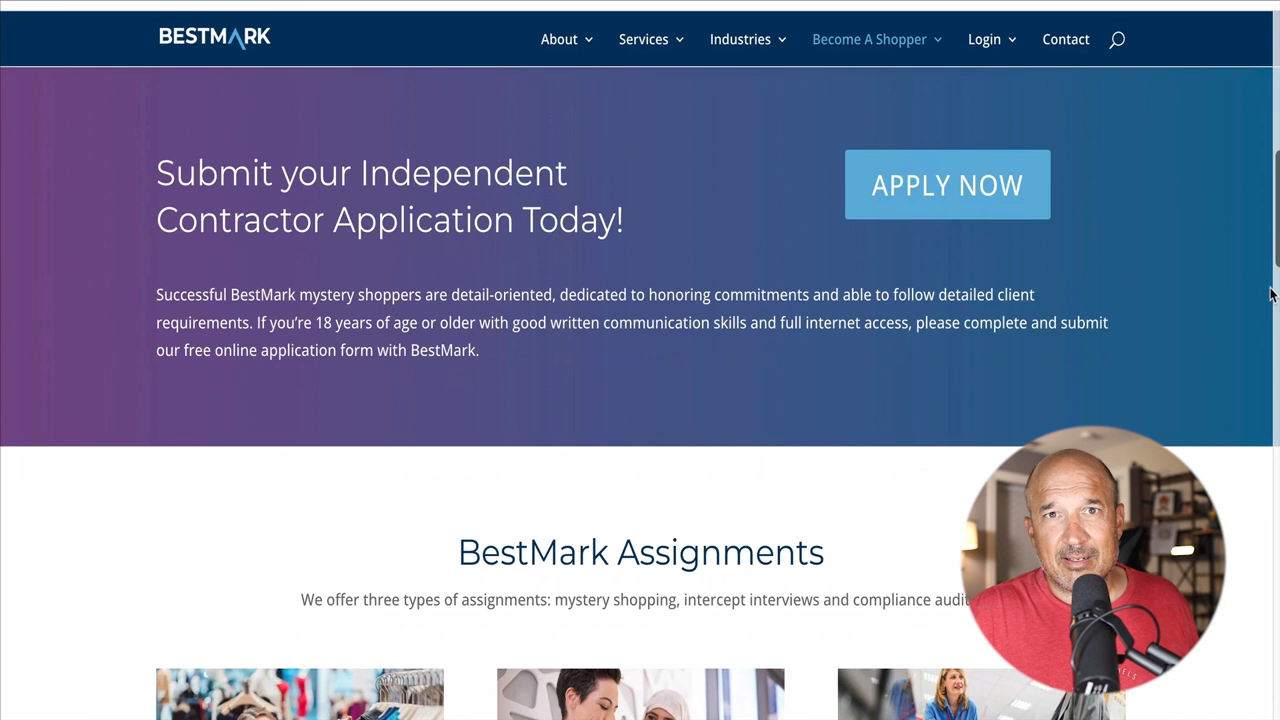 BESTMARK
About
Services
Industries
Become A Shopper
Login
Contact
Submit your Independent
Contractor Application Today!
APPLY NOW
Successful BestMark mystery shoppers are detail-oriented, dedicated to honoring commitments and able to follow detailed client
requirements. If you're 18 years of age or older with good written communication skills and full internet access, please complete and submit
our free online application form with BestMark.
BestMark Assignments
We offer three types of assignments: mystery shopping, intercept interviews and compliance